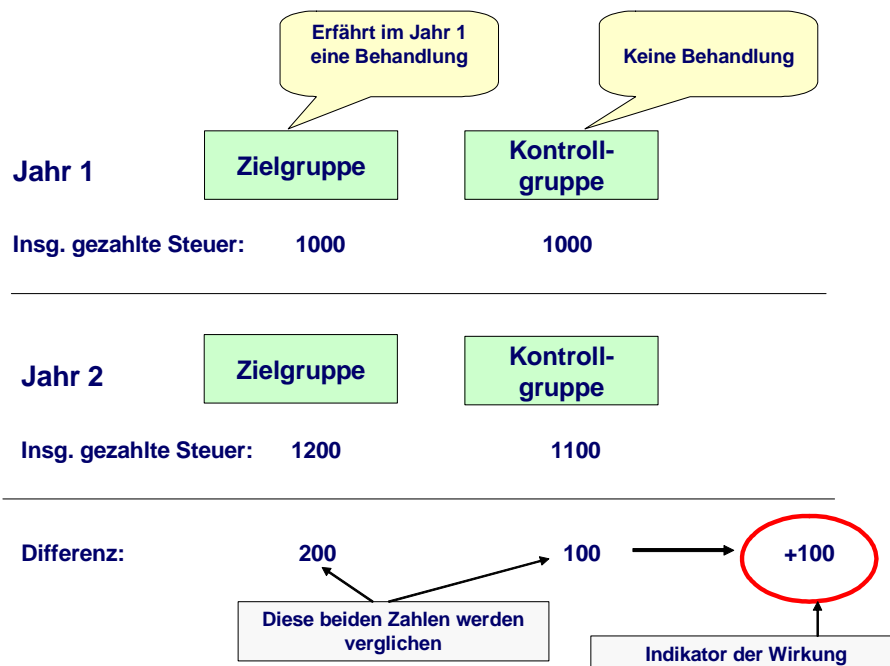 Erfährt im Jahr 1
eine Behandlung
Keine Behandlung
Jahr 1
Zielgruppe
Kontroll-
gruppe
Insg. gezahlte Steuer: 1000 1000
Jahr 2
Zielgruppe
Kontroll-
gruppe
Insg. gezahlte Steuer: 1200 1100
Differenz: 200 100 +100
Diese beiden Zahlen werden
verglichen
Indikator der Wirkung